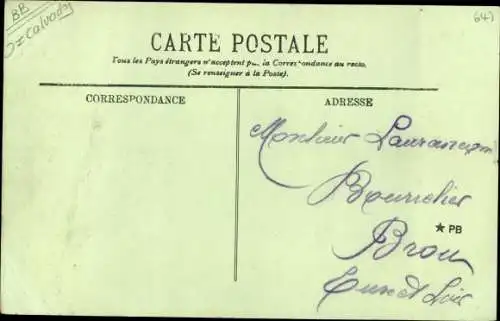 BB
Calvados
643
CARTE POSTALE
Tous les Pays étrangers n'acceptent pas la Correspondance au recto.
(Se renseigner à la Poste).
CORRESPONDANCE
ADRESSE
Monsieur
Bourrelier
★ PB
Brou
Eure et Loir